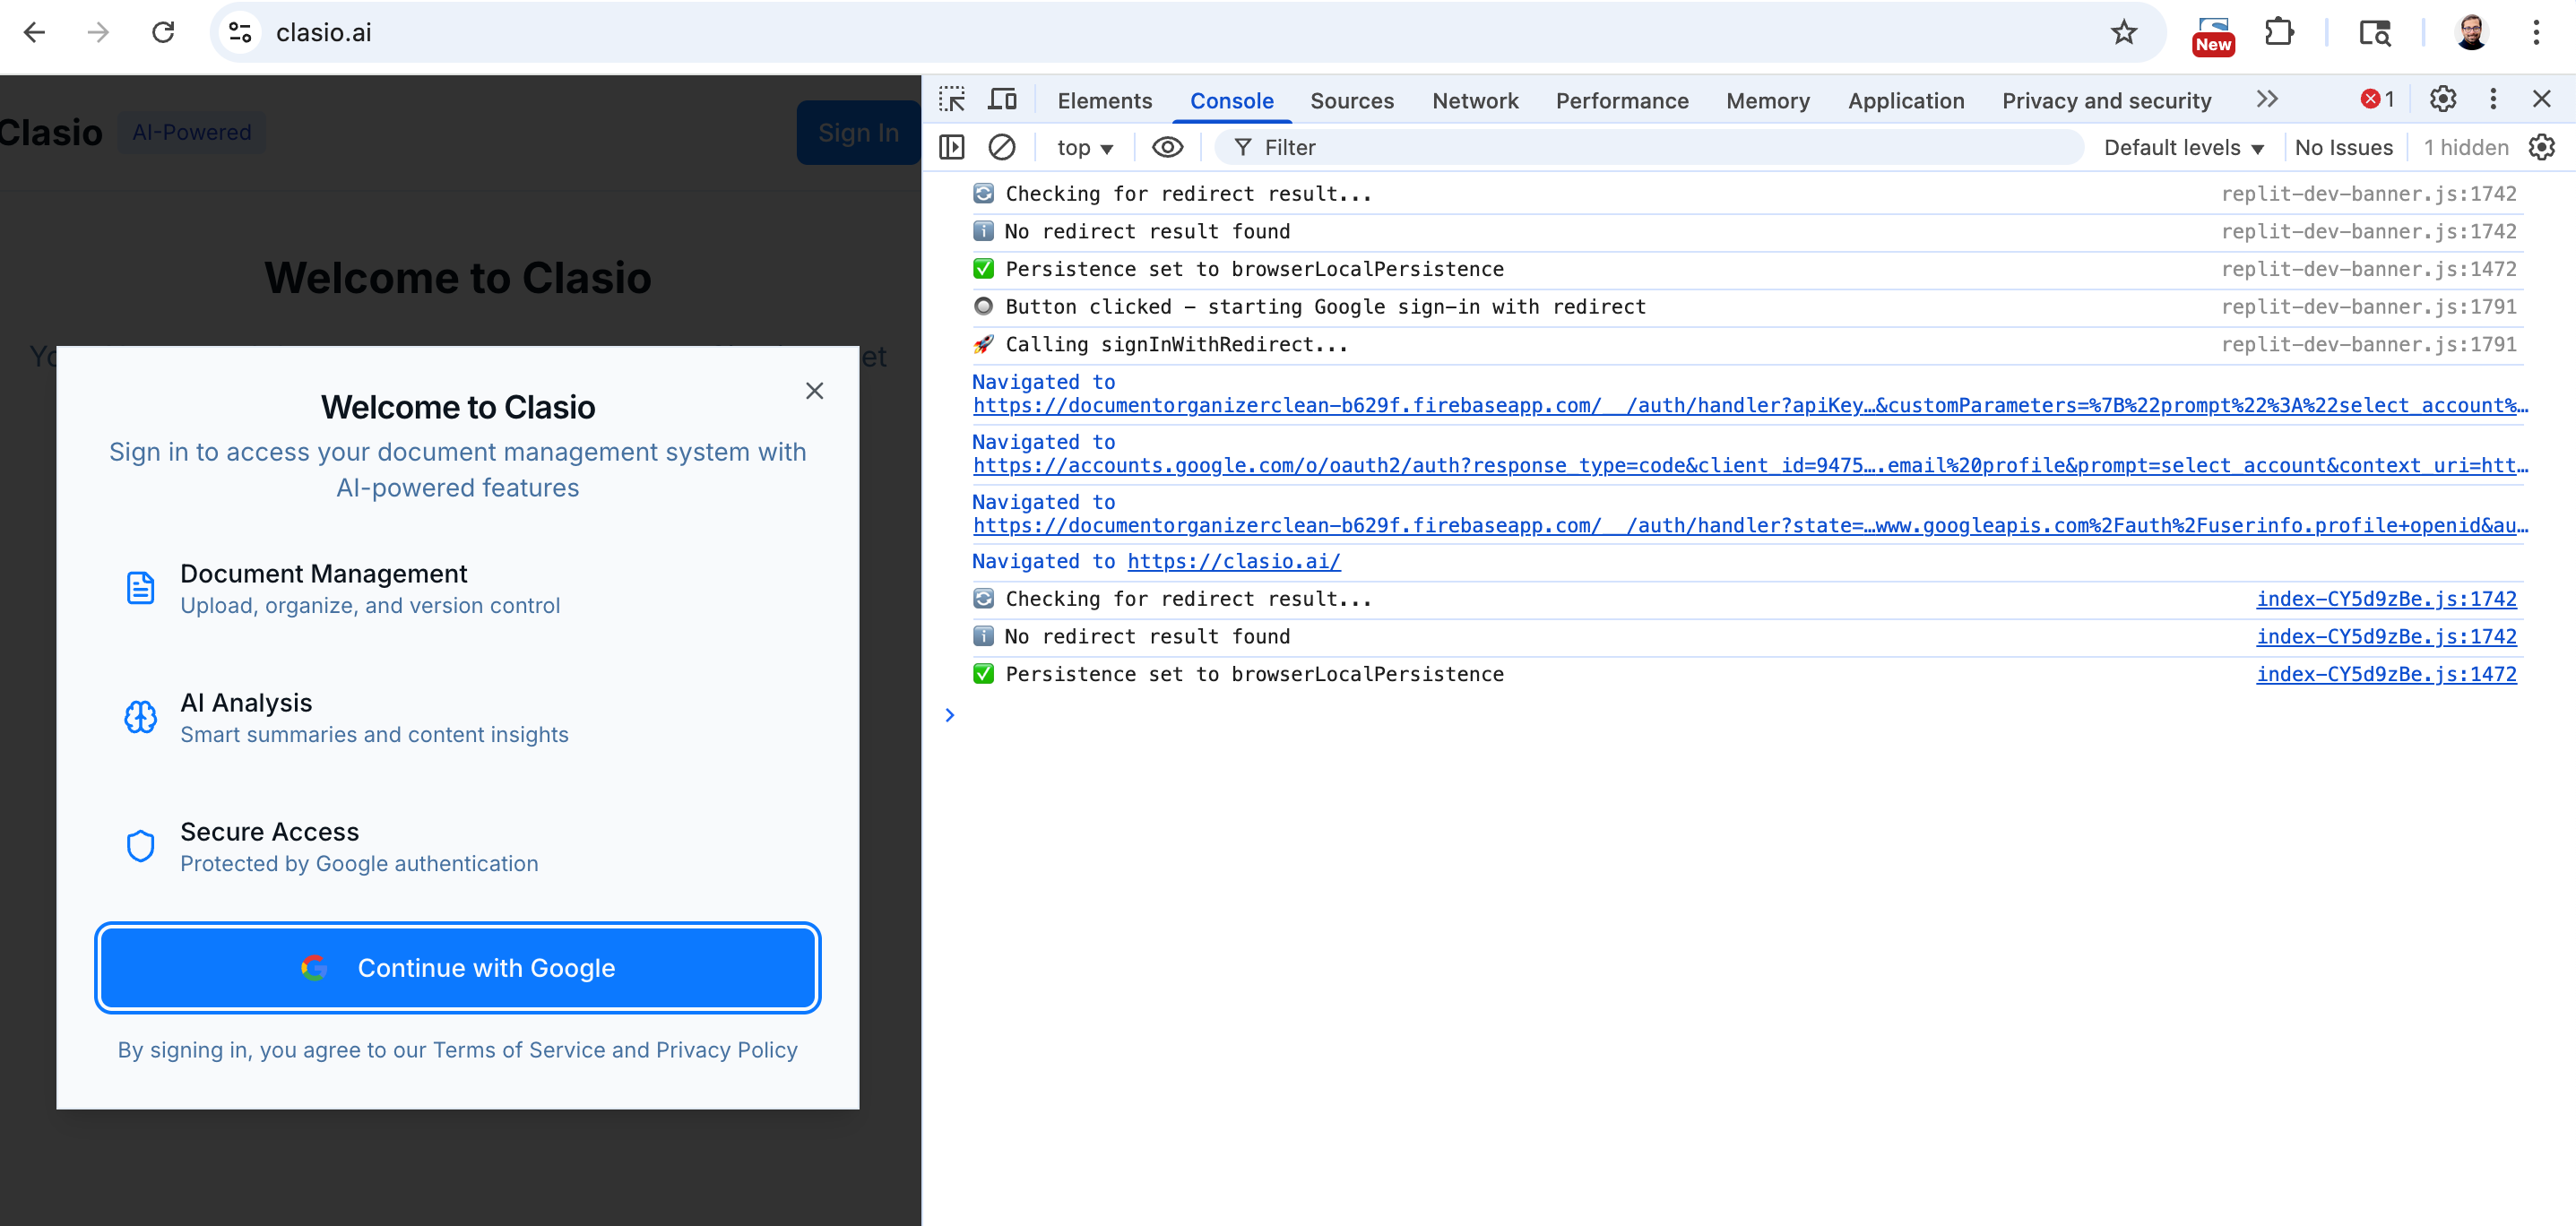 clasio.ai
New
Clasio
AI-Powered
Sign In
Welcome to Clasio
Yo
et
Welcome to Clasio
Sign in to access your document management system with
AI-powered features
Document Management
Upload, organize, and version control
AI Analysis
Smart summaries and content insights
Secure Access
Protected by Google authentication
Continue with Google
By signing in, you agree to our Terms of Service and Privacy Policy
Elements Console Sources Network Performance Memory Application Privacy and security 1
top Filter Default levels No Issues 1 hidden
Checking for redirect result... replit-dev-banner.js:1742
No redirect result found replit-dev-banner.js:1742
Persistence set to browserLocalPersistence replit-dev-banner.js:1472
Button clicked – starting Google sign-in with redirect replit-dev-banner.js:1791
Calling signInWithRedirect... replit-dev-banner.js:1791
Navigated to
https://documentorganizerclean-b629f.firebaseapp.com/__/auth/handler?apiKey…&customParameters=%7B%22prompt%22%3A%22select_account%…
Navigated to
https://accounts.google.com/o/oauth2/auth?response_type=code&client_id=9475….email%20profile&prompt=select_account&context_uri=htt…
Navigated to
https://documentorganizerclean-b629f.firebaseapp.com/__/auth/handler?state=…www.googleapis.com%2Fauth%2Fuserinfo.profile+openid&au…
Navigated to https://clasio.ai/
Checking for redirect result... index-CY5d9zBe.js:1742
No redirect result found index-CY5d9zBe.js:1742
Persistence set to browserLocalPersistence index-CY5d9zBe.js:1472